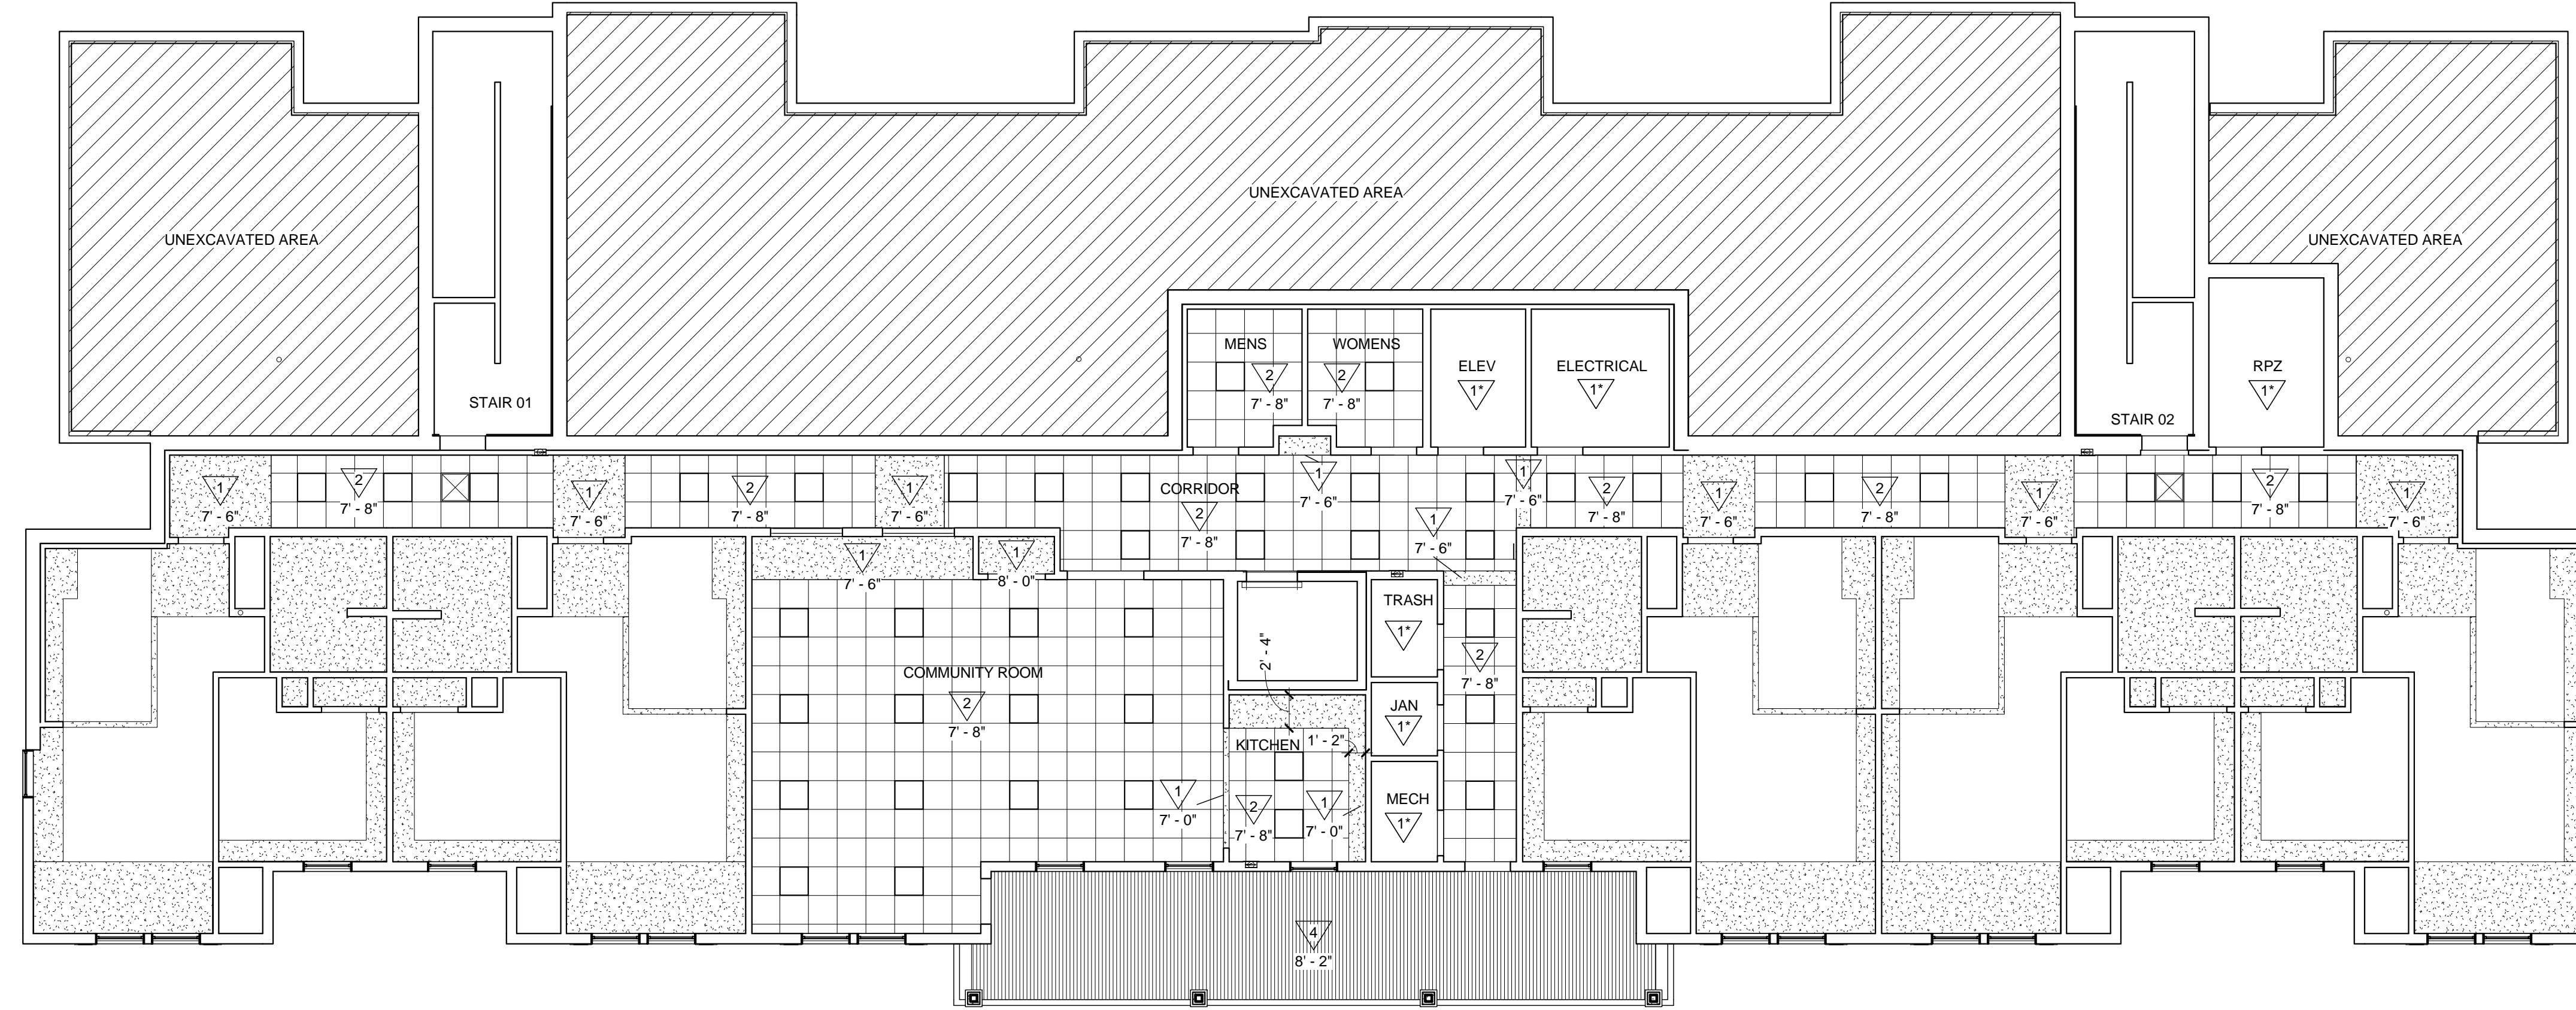 UNEXCAVATED AREA
UNEXCAVATED AREA
UNEXCAVATED AREA
MENS
WOMENS
2
7' - 8"
2
7' - 8"
ELEV
1*
ELECTRICAL
1*
RPZ
1*
STAIR 01
STAIR 02
1
7' - 6"
2
7' - 8"
1
7' - 6"
2
7' - 8"
1
7' - 6"
CORRIDOR
2
7' - 8"
1
7' - 6"
1
7' - 6"
1
7' - 6"
2
7' - 8"
1
7' - 6"
2
7' - 8"
1
7' - 6"
2
7' - 8"
1
7' - 6"
1
7' - 6"
1
8' - 0"
TRASH
1*
2' - 4"
COMMUNITY ROOM
2
7' - 8"
2
7' - 8"
JAN
1*
KITCHEN
1' - 2"
1
7' - 0"
2
7' - 8"
1
7' - 0"
MECH
1*
4
8' - 2"